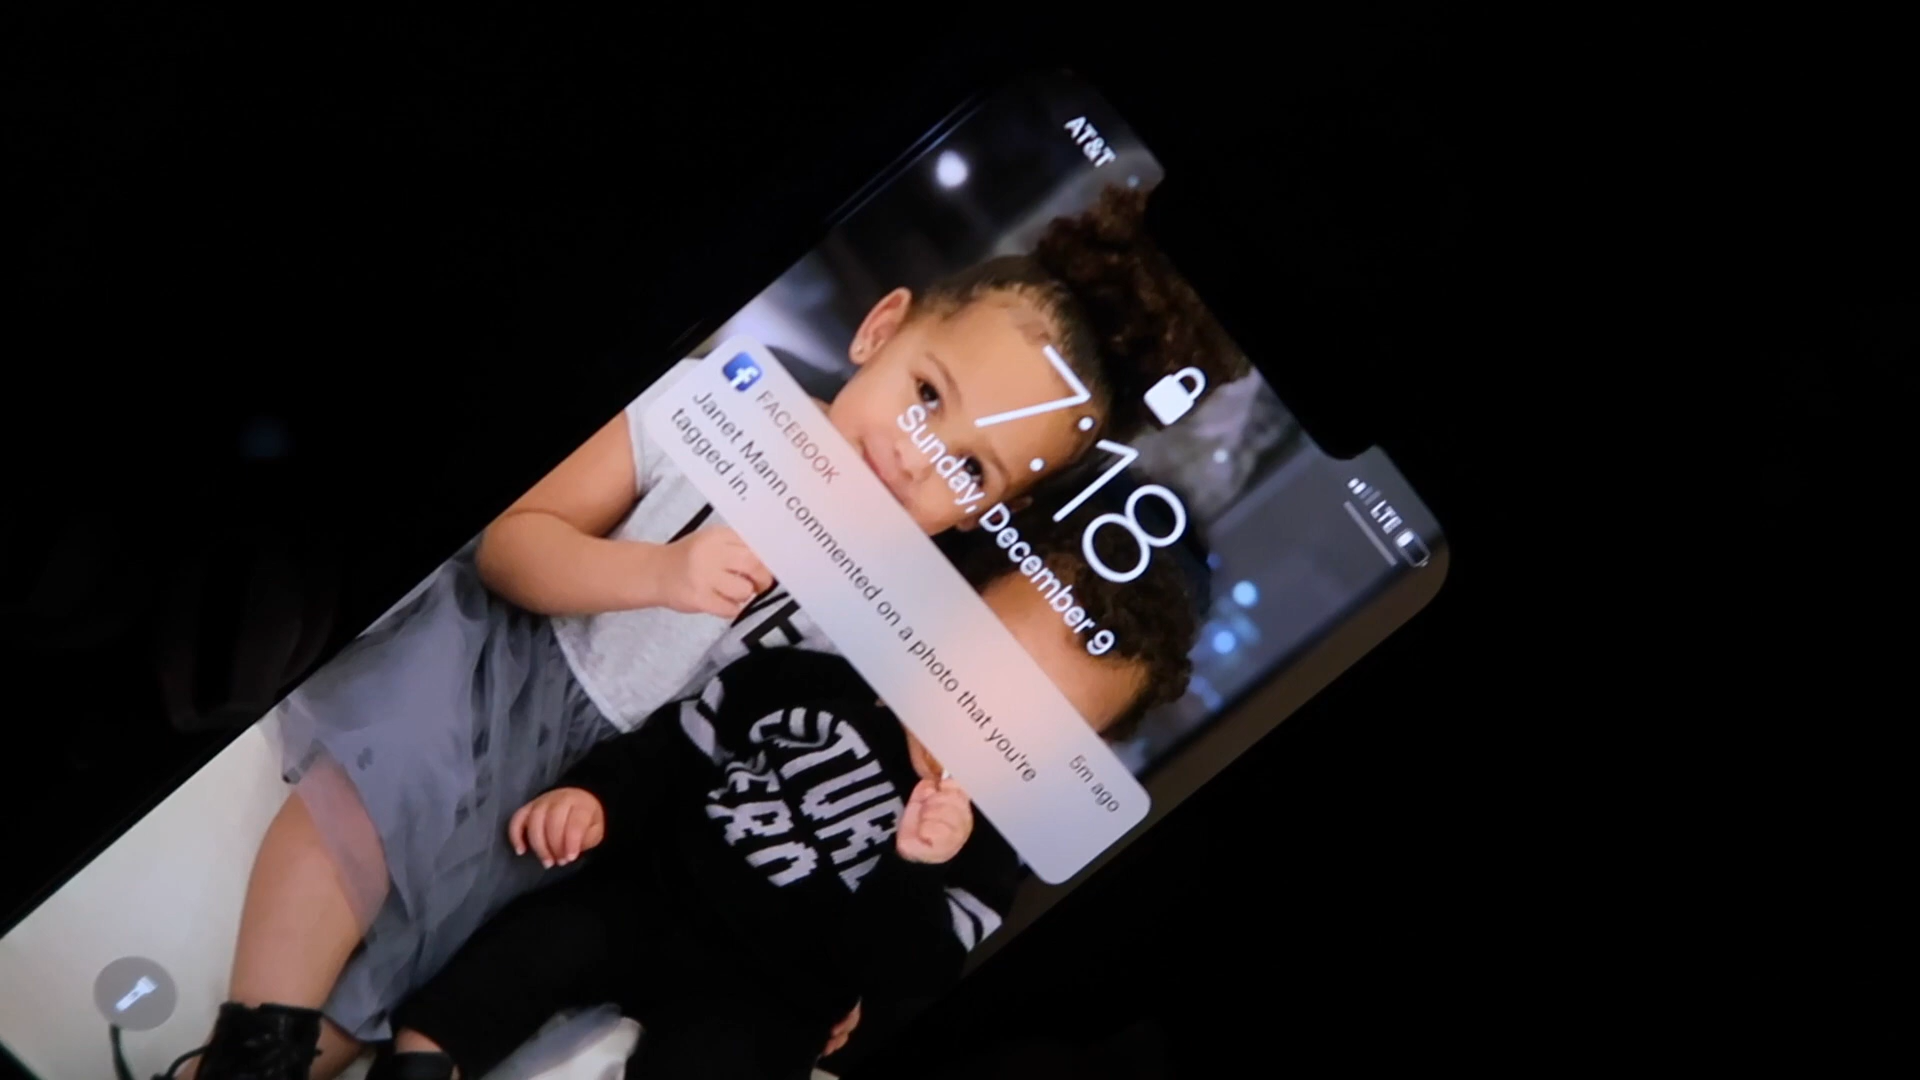 AT&T
LTE
7:18
Sunday, December 9
FACEBOOK
5m ago
Janet Mann commented on a photo that you're
tagged in.